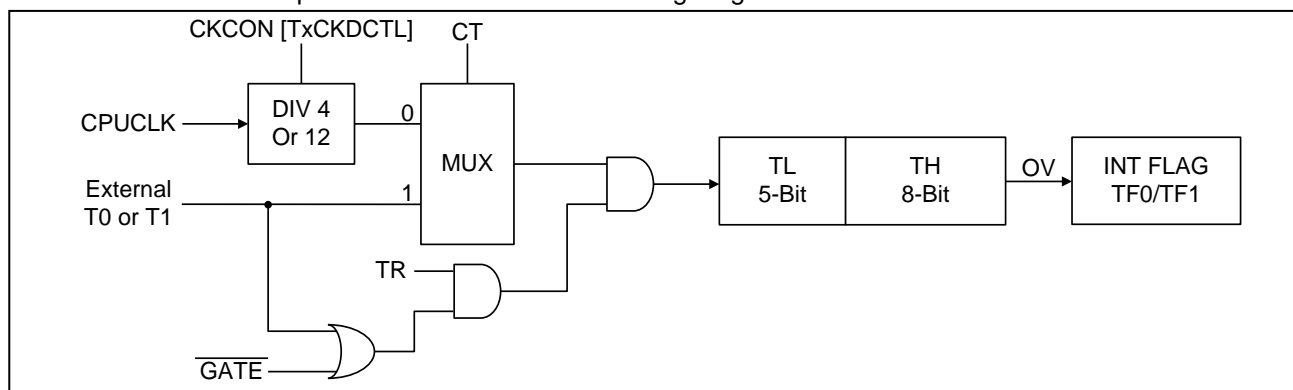 CKCON [TxCKDCTL]
CT
CPUCLK
DIV 4
Or 12
0
MUX
External
T0 or T1
1
TL
5-Bit
TH
8-Bit
OV
INT FLAG
TF0/TF1
TR
GATE